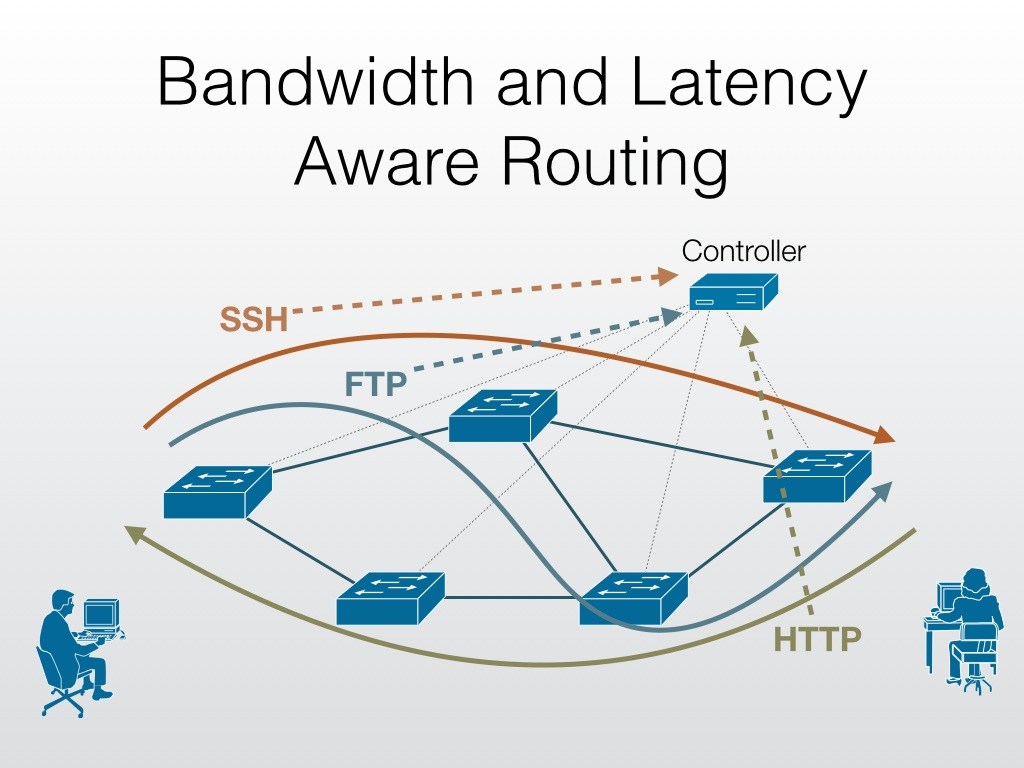 Bandwidth and Latency
Aware Routing
Controller
SSH
FTP
HTTP